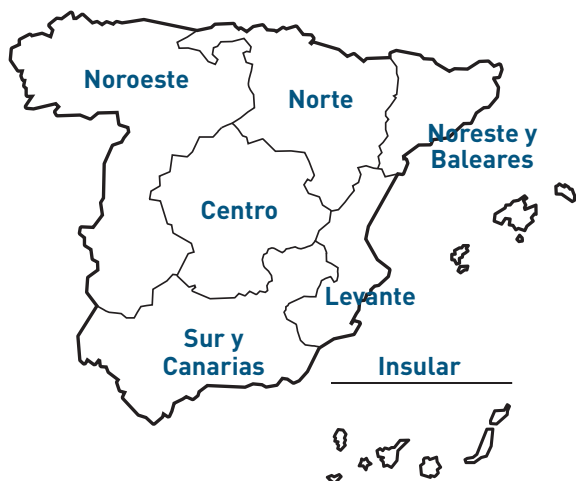 Noroeste
Norte
Noreste y
Baleares
Centro
Levante
Sur y
Canarias
Insular